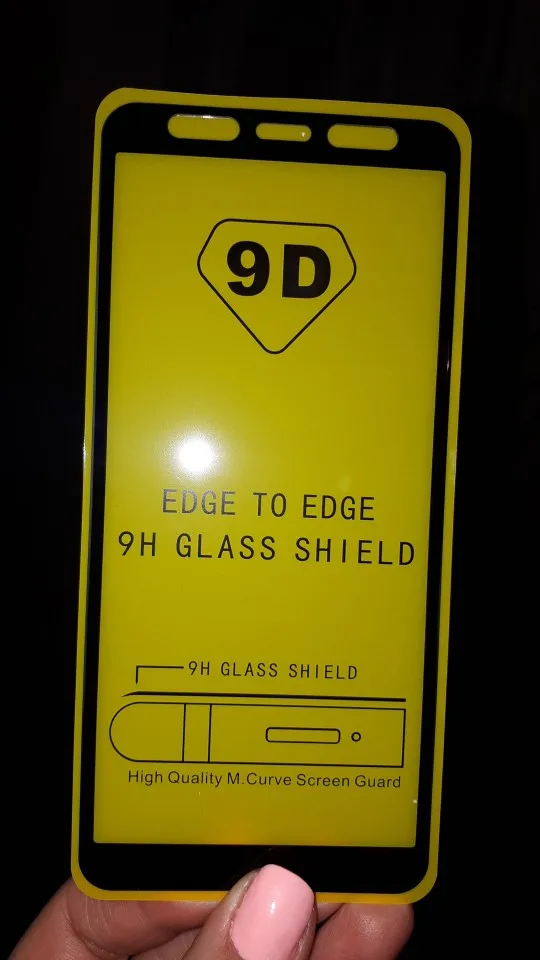 9D
EDGE TO EDGE
9H GLASS SHIELD
9H GLASS SHIELD
High Quality M.Curve Screen Guard